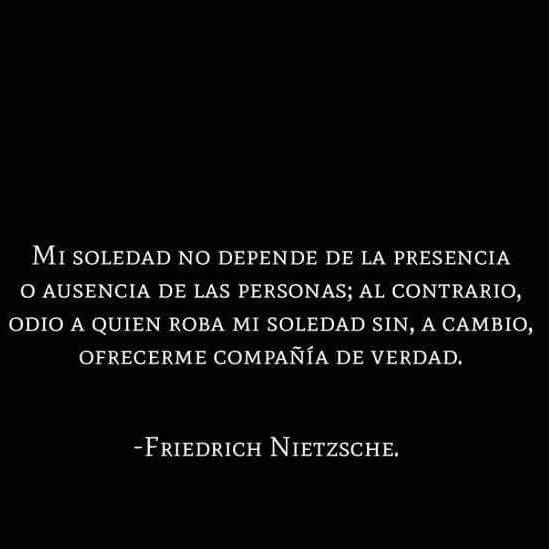 Mi soledad no depende de la presencia
o ausencia de las personas; al contrario,
odio a quien roba mi soledad sin, a cambio,
ofrecerme compañía de verdad.
-Friedrich Nietzsche.